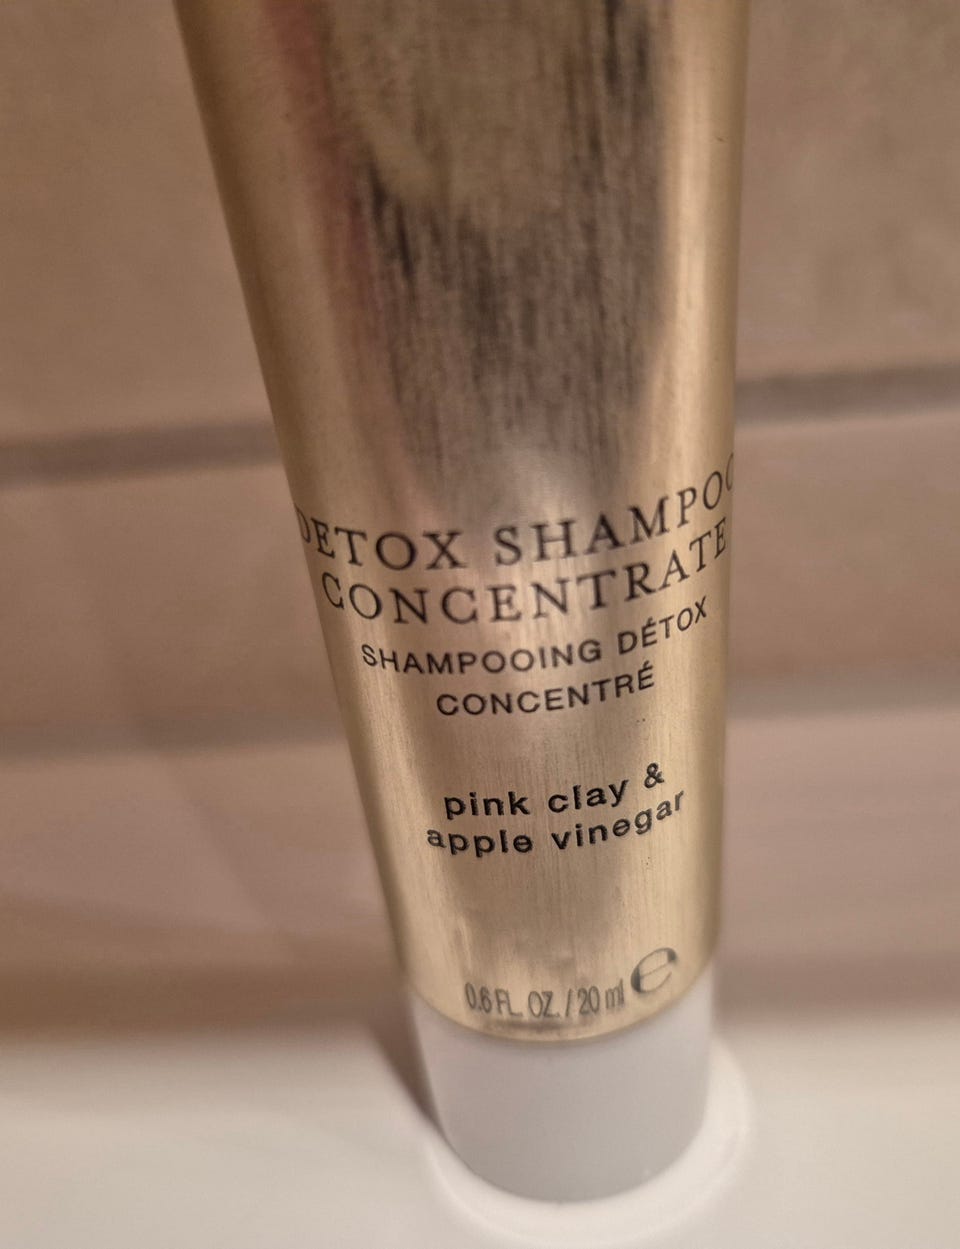 DETOX SHAMPOO
CONCENTRATE
SHAMPOOING DÉTOX
CONCENTRÉ
pink clay &
apple vinegar
0.6 FL. OZ. / 20 ml e